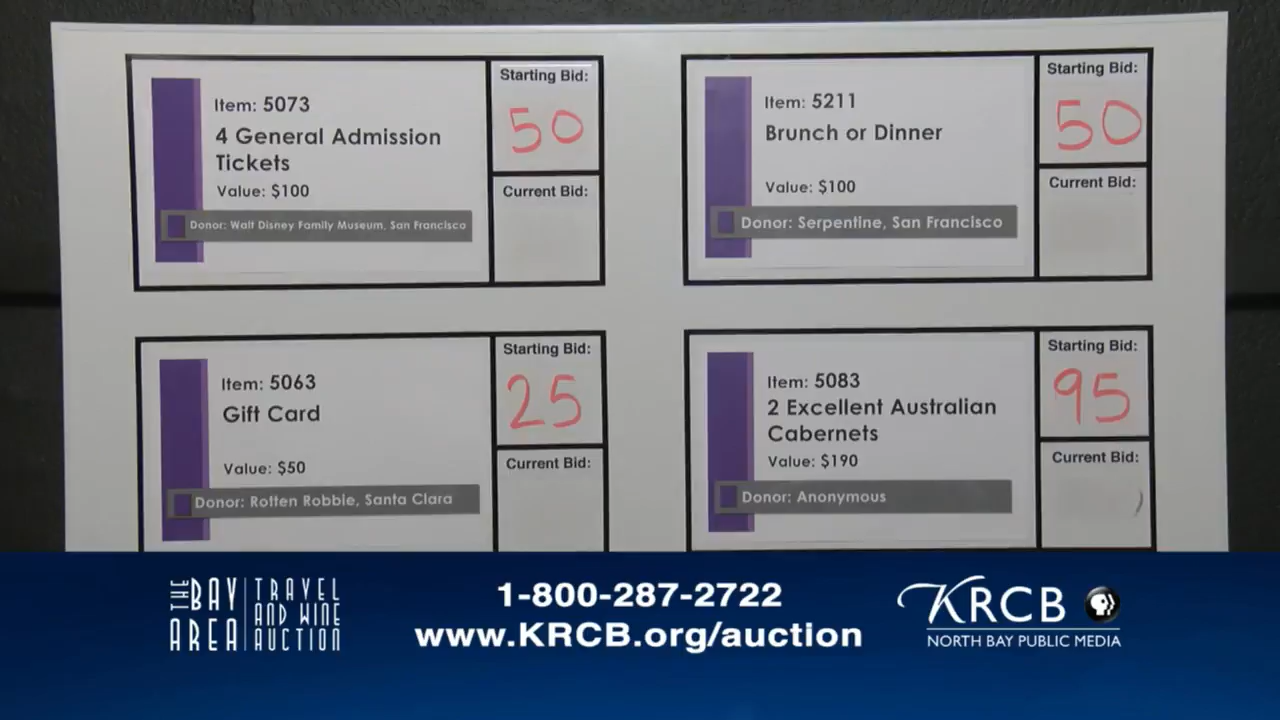 Item: 5073
4 General Admission
Tickets
Value: $100
Donor: Walt Disney Family Museum, San Francisco
Starting Bid:
50
Current Bid:
Item: 5211
Brunch or Dinner
Value: $100
Donor: Serpentine, San Francisco
Starting Bid:
50
Current Bid:
Item: 5063
Gift Card
Value: $50
Donor: Rotten Robbie, Santa Clara
Starting Bid:
25
Current Bid:
Item: 5083
2 Excellent Australian
Cabernets
Value: $190
Donor: Anonymous
Starting Bid:
95
Current Bid:
THE BAY AREA
TRAVEL
AND WINE
AUCTION
1-800-287-2722
www.KRCB.org/auction
KRCB
NORTH BAY PUBLIC MEDIA